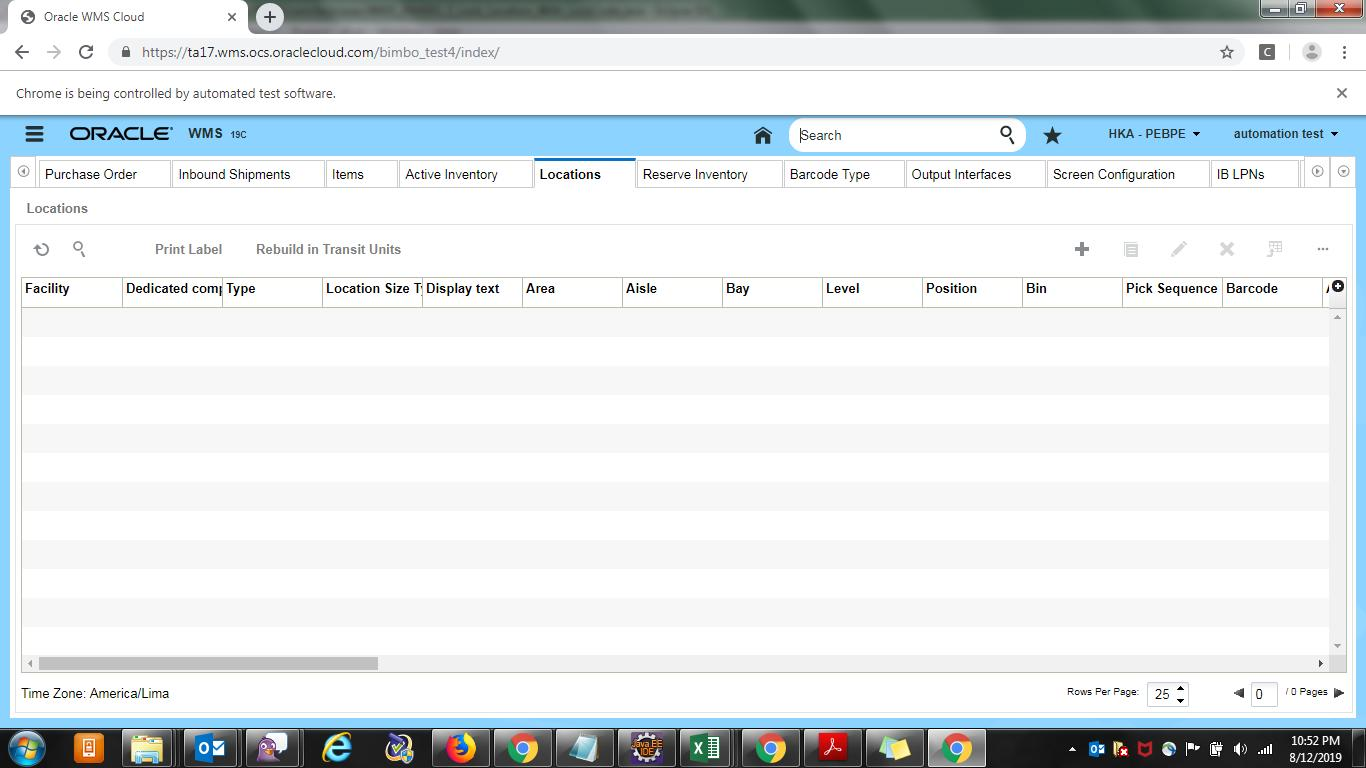 Oracle WMS Cloud
https://ta17.wms.ocs.oraclecloud.com/bimbo_test4/index/
C
Chrome is being controlled by automated test software.
ORACLE WMS 19C Search HKA - PEBPE automation test
Purchase Order Inbound Shipments Items Active Inventory Locations Reserve Inventory Barcode Type Output Interfaces Screen Configuration IB LPNs
Locations
Print Label Rebuild in Transit Units
Facility Dedicated comp Type Location Size Ty Display text Area Aisle Bay Level Position Bin Pick Sequence Barcode
Time Zone: America/Lima Rows Per Page: 25 0 / 0 Pages
Java EE
IDE
10:52 PM
8/12/2019